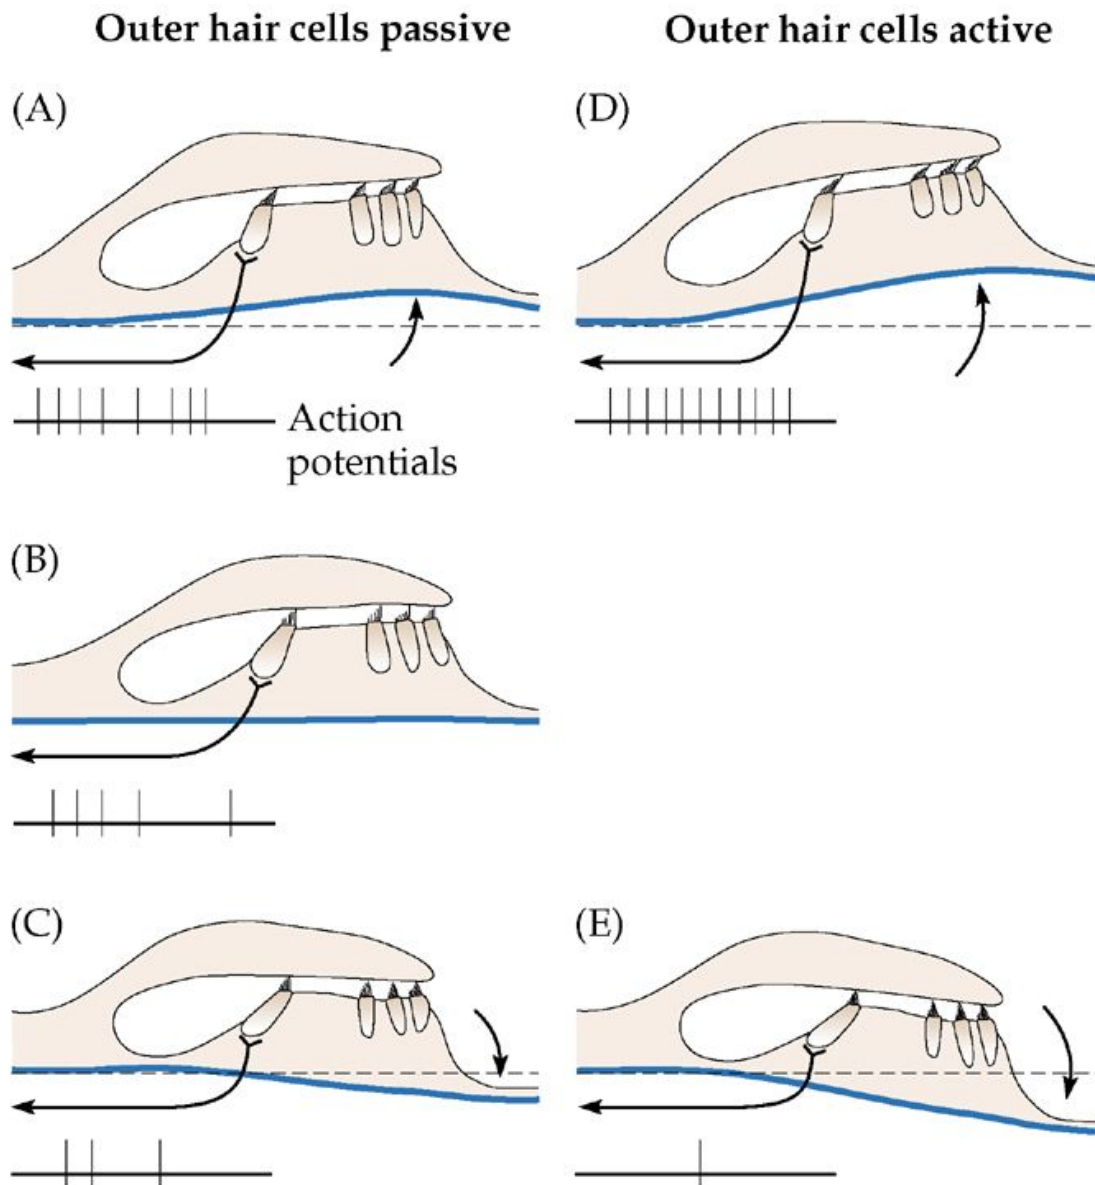 Outer hair cells passive
Outer hair cells active
(A)
(D)
Action
potentials
(B)
(C)
(E)